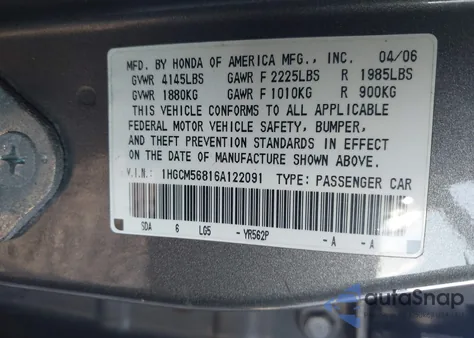 MFD. BY HONDA OF AMERICA MFG., INC. 04/06
GVWR 4145LBS GAWR F 2225LBS R 1985LBS
GVWR 1880KG GAWR F 1010KG R 900KG
THIS VEHICLE CONFORMS TO ALL APPLICABLE
FEDERAL MOTOR VEHICLE SAFETY, BUMPER,
AND THEFT PREVENTION STANDARDS IN EFFECT
ON THE DATE OF MANUFACTURE SHOWN ABOVE.
V.I.N.: 1HGCM56816A122091 TYPE: PASSENGER CAR
SDA 6 LG5 -YR562P -A -A
autoSnap